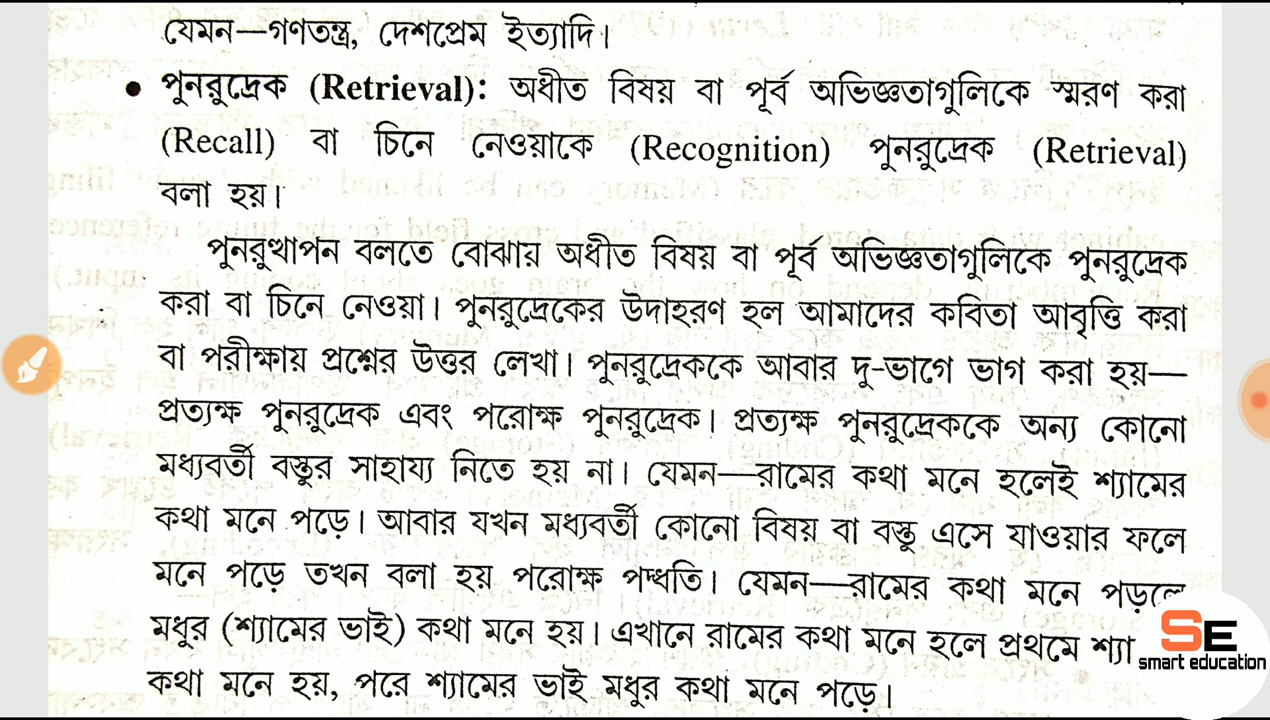 যেমন—গণতন্ত্র, দেশপ্রেম ইত্যাদি।
• পুনরুদ্রেক (Retrieval): অধীত বিষয় বা পূর্ব অভিজ্ঞতাগুলিকে স্মরণ করা
(Recall) বা চিনে নেওয়াকে (Recognition) পুনরুদ্রেক (Retrieval)
বলা হয়।
পুনরুত্থাপন বলতে বোঝায় অধীত বিষয় বা পূর্ব অভিজ্ঞতাগুলিকে পুনরুদ্রেক
করা বা চিনে নেওয়া। পুনরুদ্রেকের উদাহরণ হল আমাদের কবিতা আবৃত্তি করা
বা পরীক্ষায় প্রশ্নের উত্তর লেখা। পুনরুদ্রেককে আবার দু-ভাগে ভাগ করা হয়—
প্রত্যক্ষ পুনরুদ্রেক এবং পরোক্ষ পুনরুদ্রেক। প্রত্যক্ষ পুনরুদ্রেককে অন্য কোনো
মধ্যবর্তী বস্তুর সাহায্য নিতে হয় না। যেমন—রামের কথা মনে হলেই শ্যামের
কথা মনে পড়ে। আবার যখন মধ্যবর্তী কোনো বিষয় বা বস্তু এসে যাওয়ার ফলে
মনে পড়ে তখন বলা হয় পরোক্ষ পদ্ধতি। যেমন—রামের কথা মনে পড়লে
মধুর (শ্যামের ভাই) কথা মনে হয়। এখানে রামের কথা মনে হলে প্রথমে শ্যা
কথা মনে হয়, পরে শ্যামের ভাই মধুর কথা মনে পড়ে।
SE
smart education